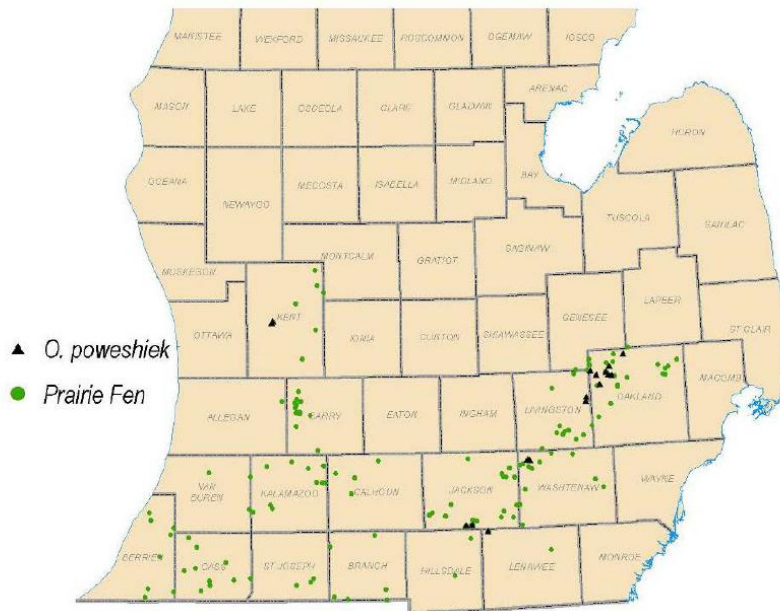 MANISTEE WEXFORD MISSAUKEE ROSCOMMON OGEMAW IOSCO
ARENAC
MASON LAKE OSCEOLA CLARE GLADWIN
HURON
OCEANA NEWAYGO MECOSTA ISABELLA MIDLAND BAY
TUSCOLA SANILAC
MONTCALM GRATIOT SAGINAW
MUSKEGON
KENT LAPEER
GENESEE
O. poweshiek
OTTAWA IONIA CLINTON SHIAWASSEE ST CLAIR
Prairie Fen
MACOMB
OAKLAND
ALLEGAN BARRY EATON INGHAM LIVINGSTON
WAYNE
VAN
BUREN KALAMAZOO CALHOUN JACKSON WASHTENAW
BERRIEN CASS ST JOSEPH BRANCH HILLSDALE LENAWEE MONROE